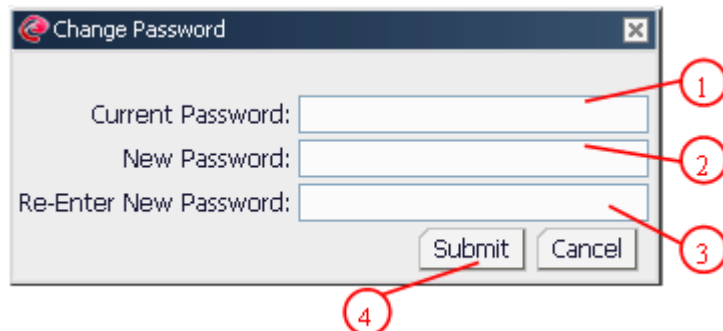 Change Password
1
Current Password:
New Password:
2
Re-Enter New Password:
3
Submit Cancel
4